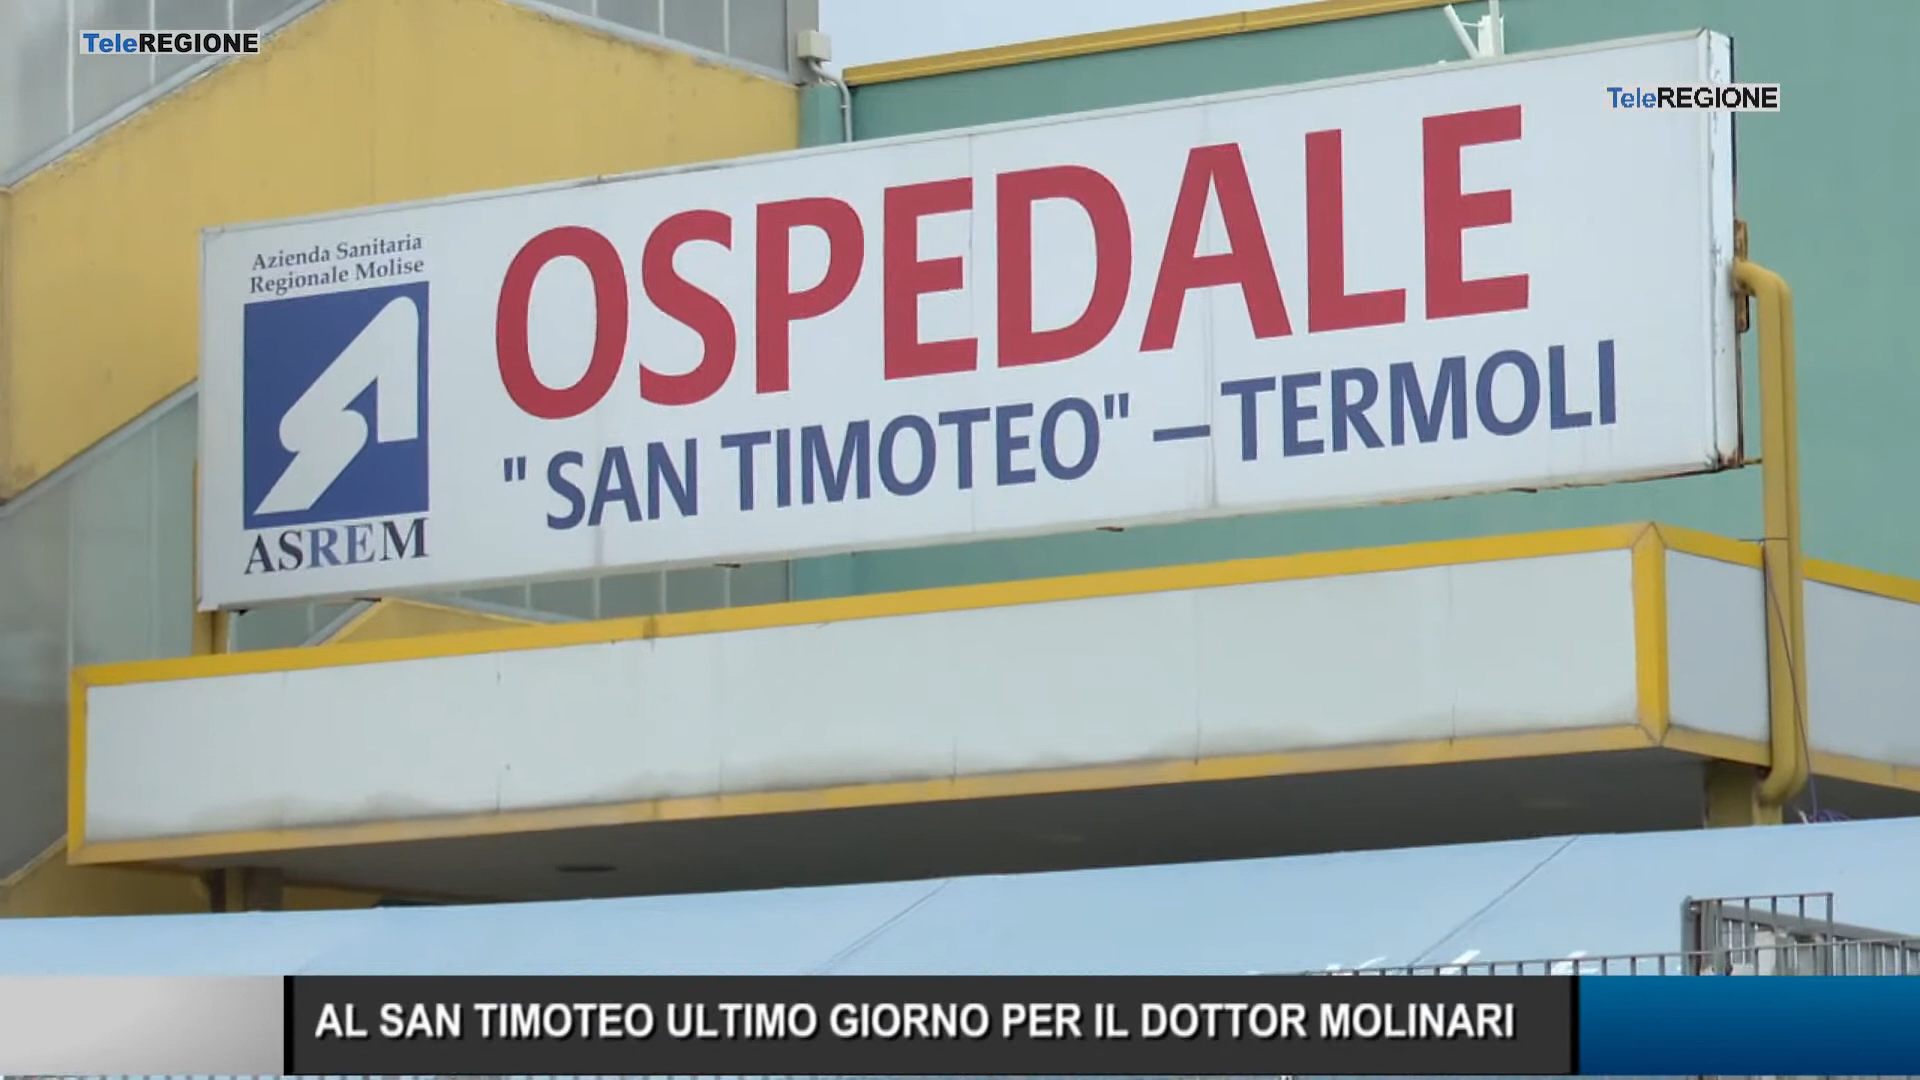 TeleREGIONE
TeleREGIONE
Azienda Sanitaria
Regionale Molise
ASREM
OSPEDALE
"SAN TIMOTEO" – TERMOLI
AL SAN TIMOTEO ULTIMO GIORNO PER IL DOTTOR MOLINARI